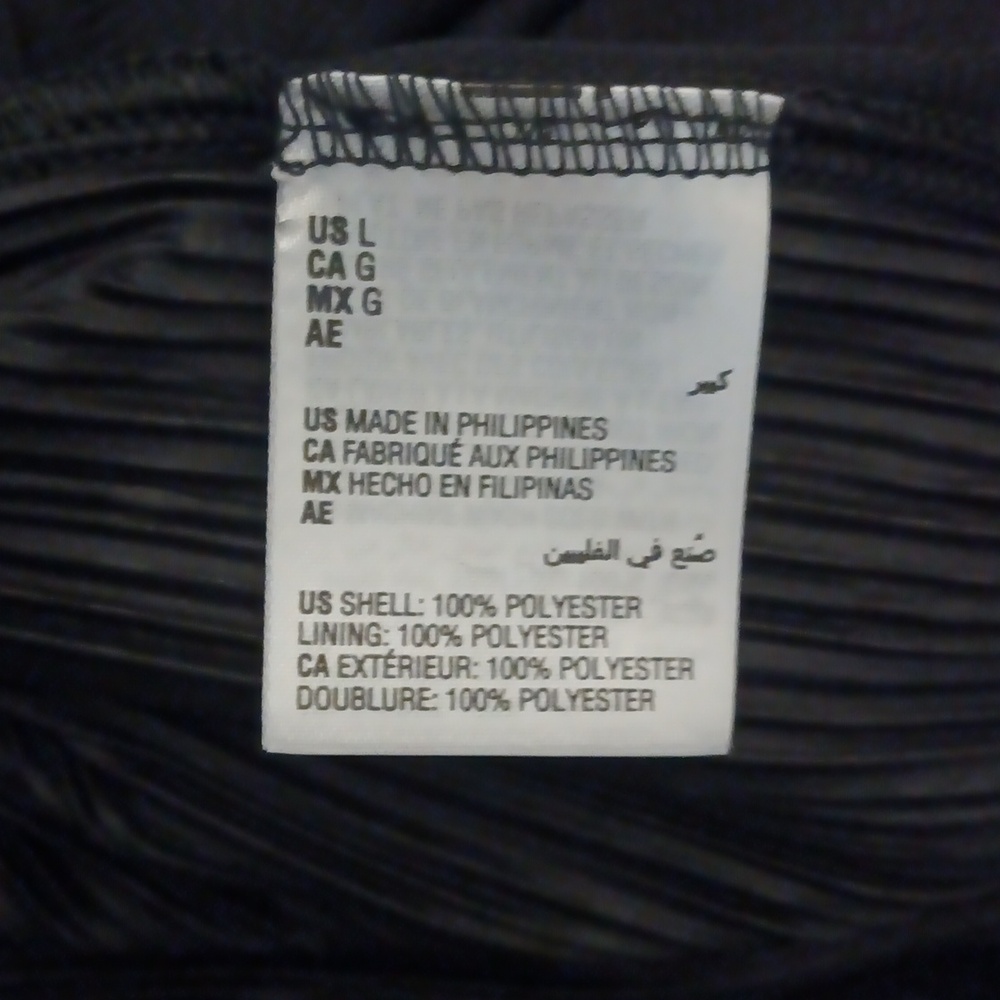 US L
CA G
MX G
AE
كبير
US MADE IN PHILIPPINES
CA FABRIQUÉ AUX PHILIPPINES
MX HECHO EN FILIPINAS
AE
صُنع في الفلبين
US SHELL: 100% POLYESTER
LINING: 100% POLYESTER
CA EXTÉRIEUR: 100% POLYESTER
DOUBLURE: 100% POLYESTER